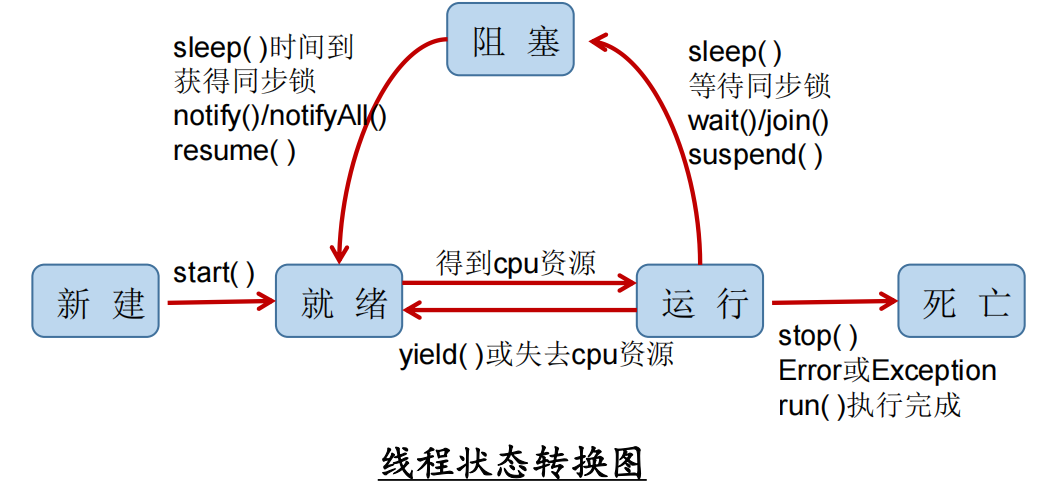 阻 塞
sleep( )时间到
获得同步锁
notify()/notifyAll()
resume( )
sleep( )
等待同步锁
wait()/join()
suspend( )
新 建
start( )
就 绪
得到cpu资源
yield( )或失去cpu资源
运 行
死 亡
stop( )
Error或Exception
run( )执行完成
线程状态转换图